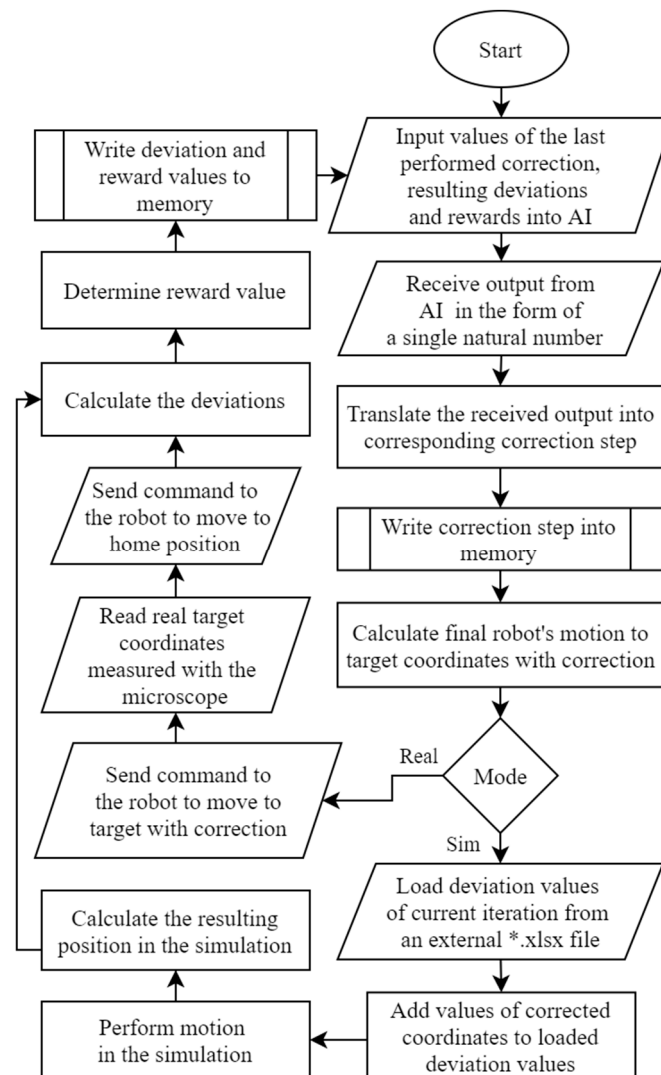 Start
Input values of the last
performed correction,
resulting deviations
and rewards into AI
Receive output from
AI in the form of
a single natural number
Translate the received output into
corresponding correction step
Write correction step into
memory
Calculate final robot's motion to
target coordinates with correction
Mode
Real
Sim
Send command to
the robot to move to
target with correction
Read real target
coordinates
measured with the
microscope
Send command to
the robot to move to
home position
Load deviation values
of current iteration from
an external *.xlsx file
Add values of corrected
coordinates to loaded
deviation values
Perform motion
in the simulation
Calculate the resulting
position in the simulation
Calculate the deviations
Determine reward value
Write deviation and
reward values to
memory